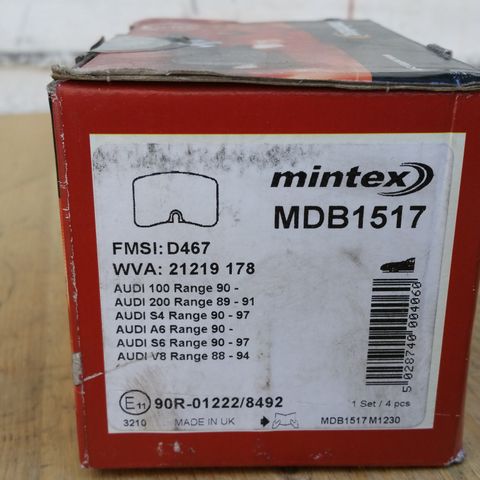 mintex
MDB1517
FMSI: D467
WVA: 21219 178
AUDI 100 Range 90 -
AUDI 200 Range 89 - 91
AUDI S4 Range 90 - 97
AUDI A6 Range 90 -
AUDI S6 Range 90 - 97
AUDI V8 Range 88 - 94
5 028740 004060
E11 90R-01222/8492
1 Set / 4 pcs
3210 MADE IN UK MDB1517 M1230